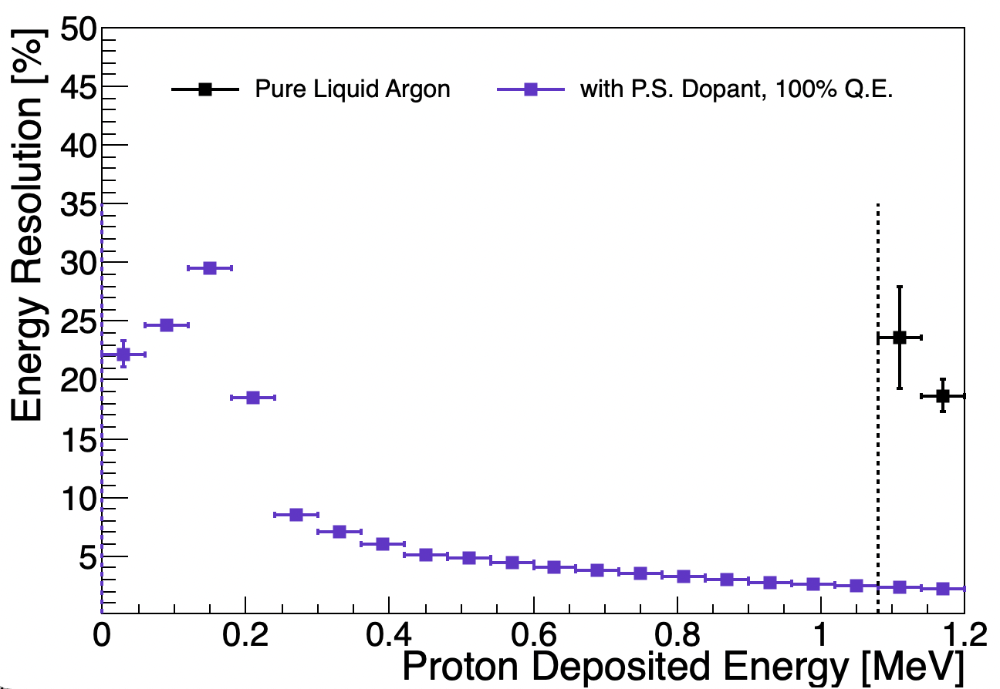 Energy Resolution [%]
50
45
40
35
30
25
20
15
10
5
Pure Liquid Argon
with P.S. Dopant, 100% Q.E.
0 0.2 0.4 0.6 0.8 1 1.2
Proton Deposited Energy [MeV]